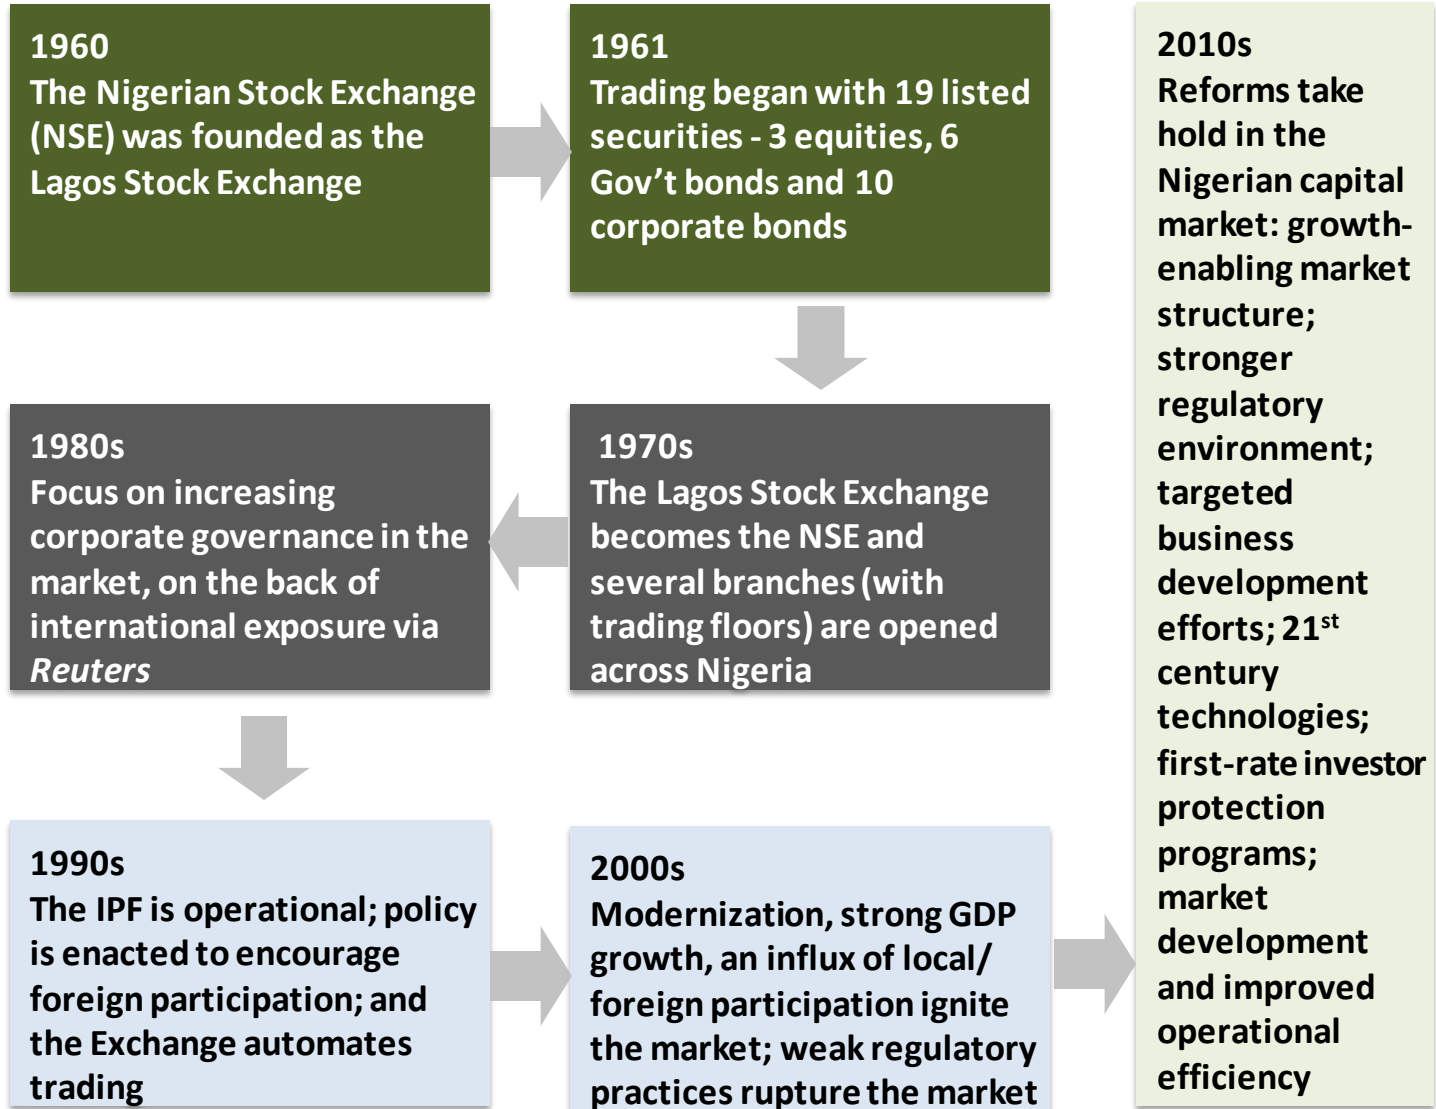 1960
The Nigerian Stock Exchange
(NSE) was founded as the
Lagos Stock Exchange
1961
Trading began with 19 listed
securities - 3 equities, 6
Gov't bonds and 10
corporate bonds
1970s
The Lagos Stock Exchange
becomes the NSE and
several branches (with
trading floors) are opened
across Nigeria
1980s
Focus on increasing
corporate governance in the
market, on the back of
international exposure via
Reuters
1990s
The IPF is operational; policy
is enacted to encourage
foreign participation; and
the Exchange automates
trading
2000s
Modernization, strong GDP
growth, an influx of local/
foreign participation ignite
the market; weak regulatory
practices rupture the market
2010s
Reforms take
hold in the
Nigerian capital
market: growth-
enabling market
structure;
stronger
regulatory
environment;
targeted
business
development
efforts; 21st
century
technologies;
first-rate investor
protection
programs;
market
development
and improved
operational
efficiency